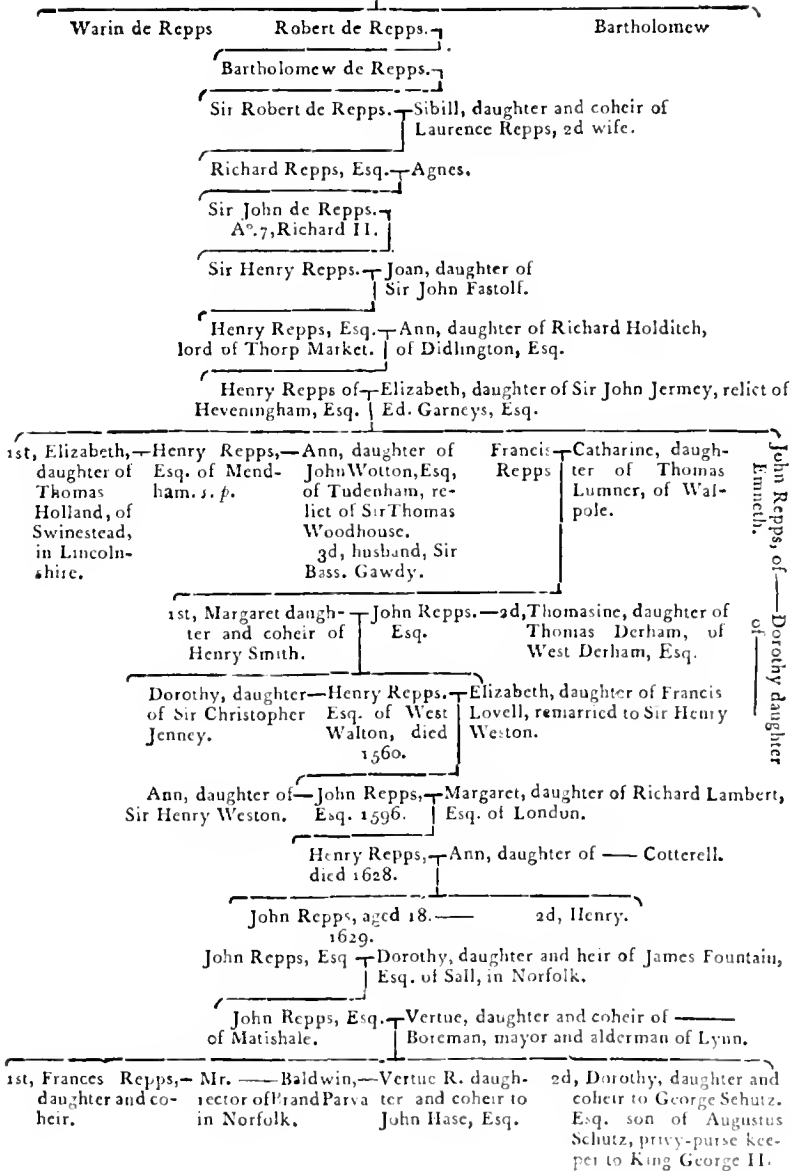 Warin de Repps Robert de Repps. Bartholomew
Bartholomew de Repps.
Sir Robert de Repps. Sibill, daughter and coheir of
Laurence Repps, 2d wife.
Richard Repps, Esq. Agnes.
Sir John de Repps.
A°.7, Richard II.
Sir Henry Repps. Joan, daughter of
Sir John Fastolf.
Henry Repps, Esq. Ann, daughter of Richard Holditch,
lord of Thorp Market. of Didlington, Esq.
Henry Repps of Elizabeth, daughter of Sir John Jermey, relict of
Heveningham, Esq. Ed. Garneys, Esq.
1st, Elizabeth,
daughter of
Thomas
Holland, of
Swinestead,
in Lincoln-
shire.
Henry Repps,
Esq. of Mend-
ham. s. p.
Ann, daughter of
John Wotton, Esq,
of Tudenham, re-
lict of Sir Thomas
Woodhouse.
3d, husband, Sir
Bass. Gawdy.
Francis
Repps
Catharine, daugh-
ter of Thomas
Lumner, of Wal-
pole.
John Repps, of — Dorothy daughter
Emneth. of —
1st, Margaret daugh-
ter and coheir of
Henry Smith.
John Repps.
Esq.
2d, Thomasine, daughter of
Thomas Derham, of
West Derham, Esq.
Dorothy, daughter
of Sir Christopher
Jenney.
Henry Repps.
Esq. of West
Walton, died
1560.
Elizabeth, daughter of Francis
Lovell, remarried to Sir Henry
Weston.
Ann, daughter of — John Repps, Margaret, daughter of Richard Lambert,
Sir Henry Weston. Esq. 1596. Esq. of London.
Henry Repps, Ann, daughter of — Cotterell.
died 1628.
John Repps, aged 18. — 2d, Henry.
1629.
John Repps, Esq Dorothy, daughter and heir of James Fountain,
Esq. of Sall, in Norfolk.
John Repps, Esq. Vertue, daughter and coheir of —
of Matishale. Boreman, mayor and alderman of Lynn.
1st, Frances Repps,
daughter and co-
heir.
Mr. — Baldwin,
rector of Brand Parva
in Norfolk.
Vertue R. daugh-
ter and coheir to
John Hase, Esq.
2d, Dorothy, daughter and
coheir to George Schutz.
Esq. son of Augustus
Schutz, privy-purse kee-
per to King George II.